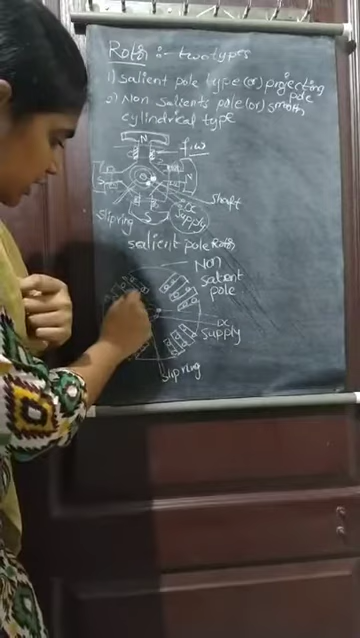 Rotor :- two types
1) salient pole type (or) projecting pole
2) Non salients pole (or) smooth
cylindrical type
N
f.w
S
N
Shaft
DC
supply
slipring
S
salient pole Rotor
Non
salient
pole
DC
supply
slipring